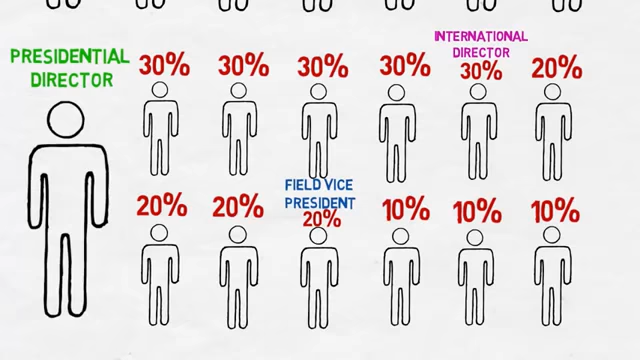 PRESIDENTIAL
DIRECTOR
30%
30%
30%
30%
INTERNATIONAL
DIRECTOR
30%
20%
20%
20%
FIELD VICE
PRESIDENT
20%
10%
10%
10%